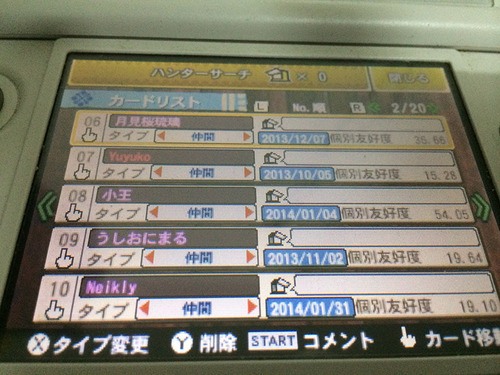 ハンターサーチ × 0 閉じる
カードリスト L No.順 R 2/20
06 月見桜琉璃
タイプ 仲間 2013/12/07 個別友好度 35.66
07 Yuyuko
タイプ 仲間 2013/10/05 個別友好度 15.28
08 小王
タイプ 仲間 2014/01/04 個別友好度 54.05
09 うしおにまる
タイプ 仲間 2013/11/02 個別友好度 19.64
10 Neikly
タイプ 仲間 2014/01/31 個別友好度 19.10
X タイプ変更 Y 削除 START コメント カード移動